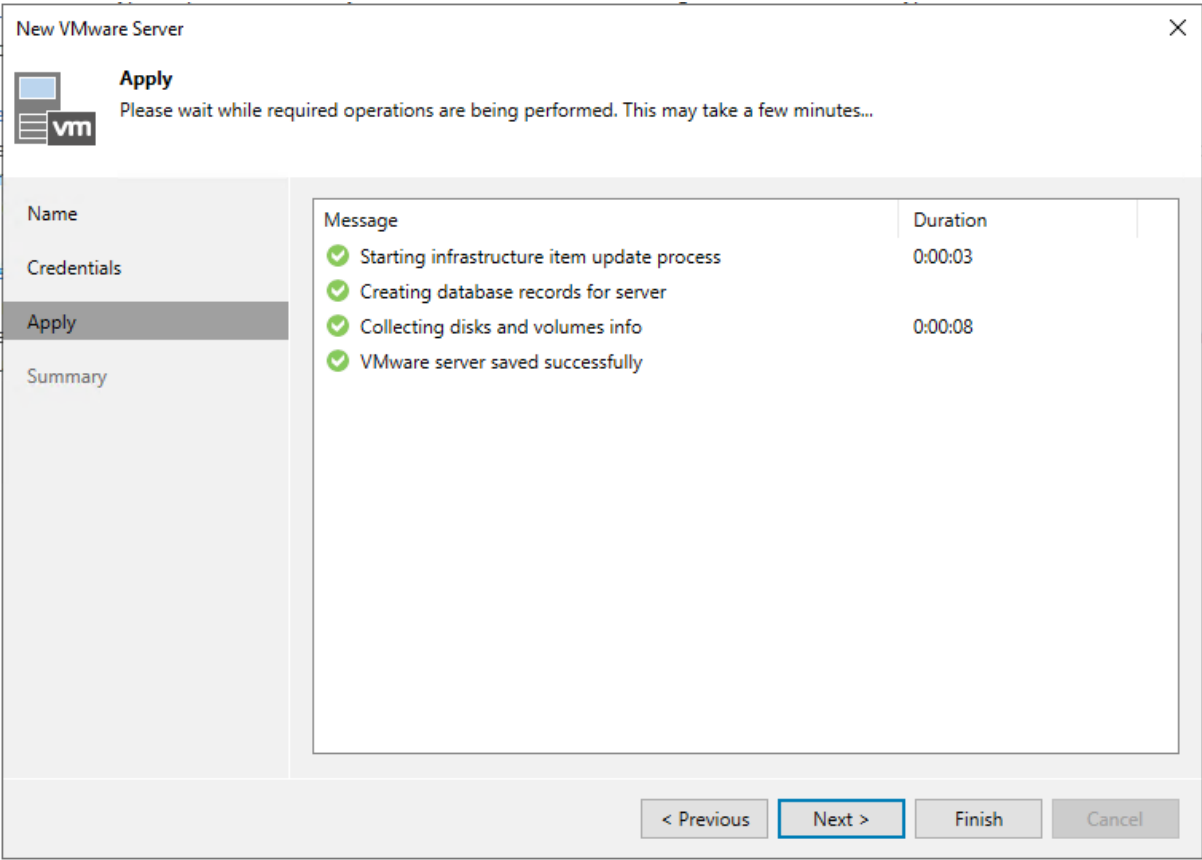 New VMware Server
Apply
Please wait while required operations are being performed. This may take a few minutes...
vm
Name
Credentials
Apply
Summary
Message Duration
Starting infrastructure item update process 0:00:03
Creating database records for server
Collecting disks and volumes info 0:00:08
VMware server saved successfully
< Previous Next > Finish Cancel